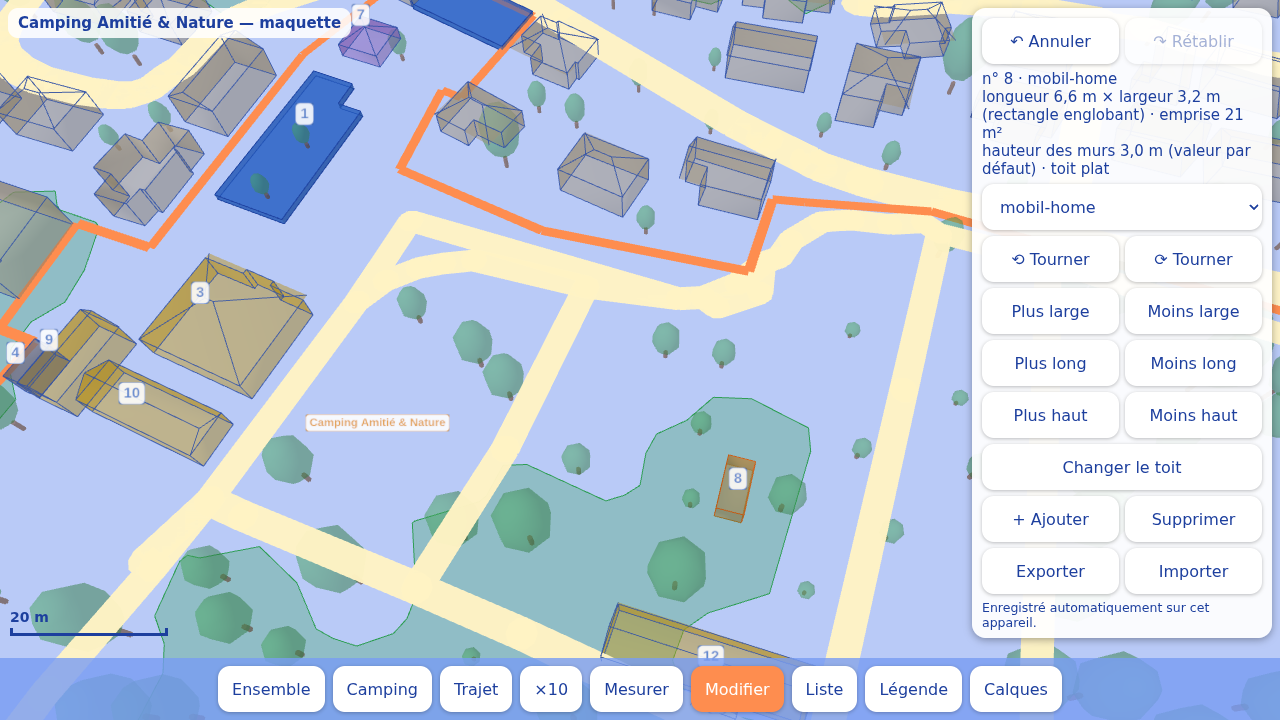 Camping Amitié & Nature — maquette
7
1
3
4
9
10
Camping Amitié & Nature
8
12
20 m
↶ Annuler
↷ Rétablir
n° 8 · mobil-home
longueur 6,6 m × largeur 3,2 m
(rectangle englobant) · emprise 21
m²
hauteur des murs 3,0 m (valeur par
défaut) · toit plat
mobil-home
⟲ Tourner
⟳ Tourner
Plus large
Moins large
Plus long
Moins long
Plus haut
Moins haut
Changer le toit
+ Ajouter
Supprimer
Exporter
Importer
Enregistré automatiquement sur cet
appareil.
Ensemble
Camping
Trajet
×10
Mesurer
Modifier
Liste
Légende
Calques